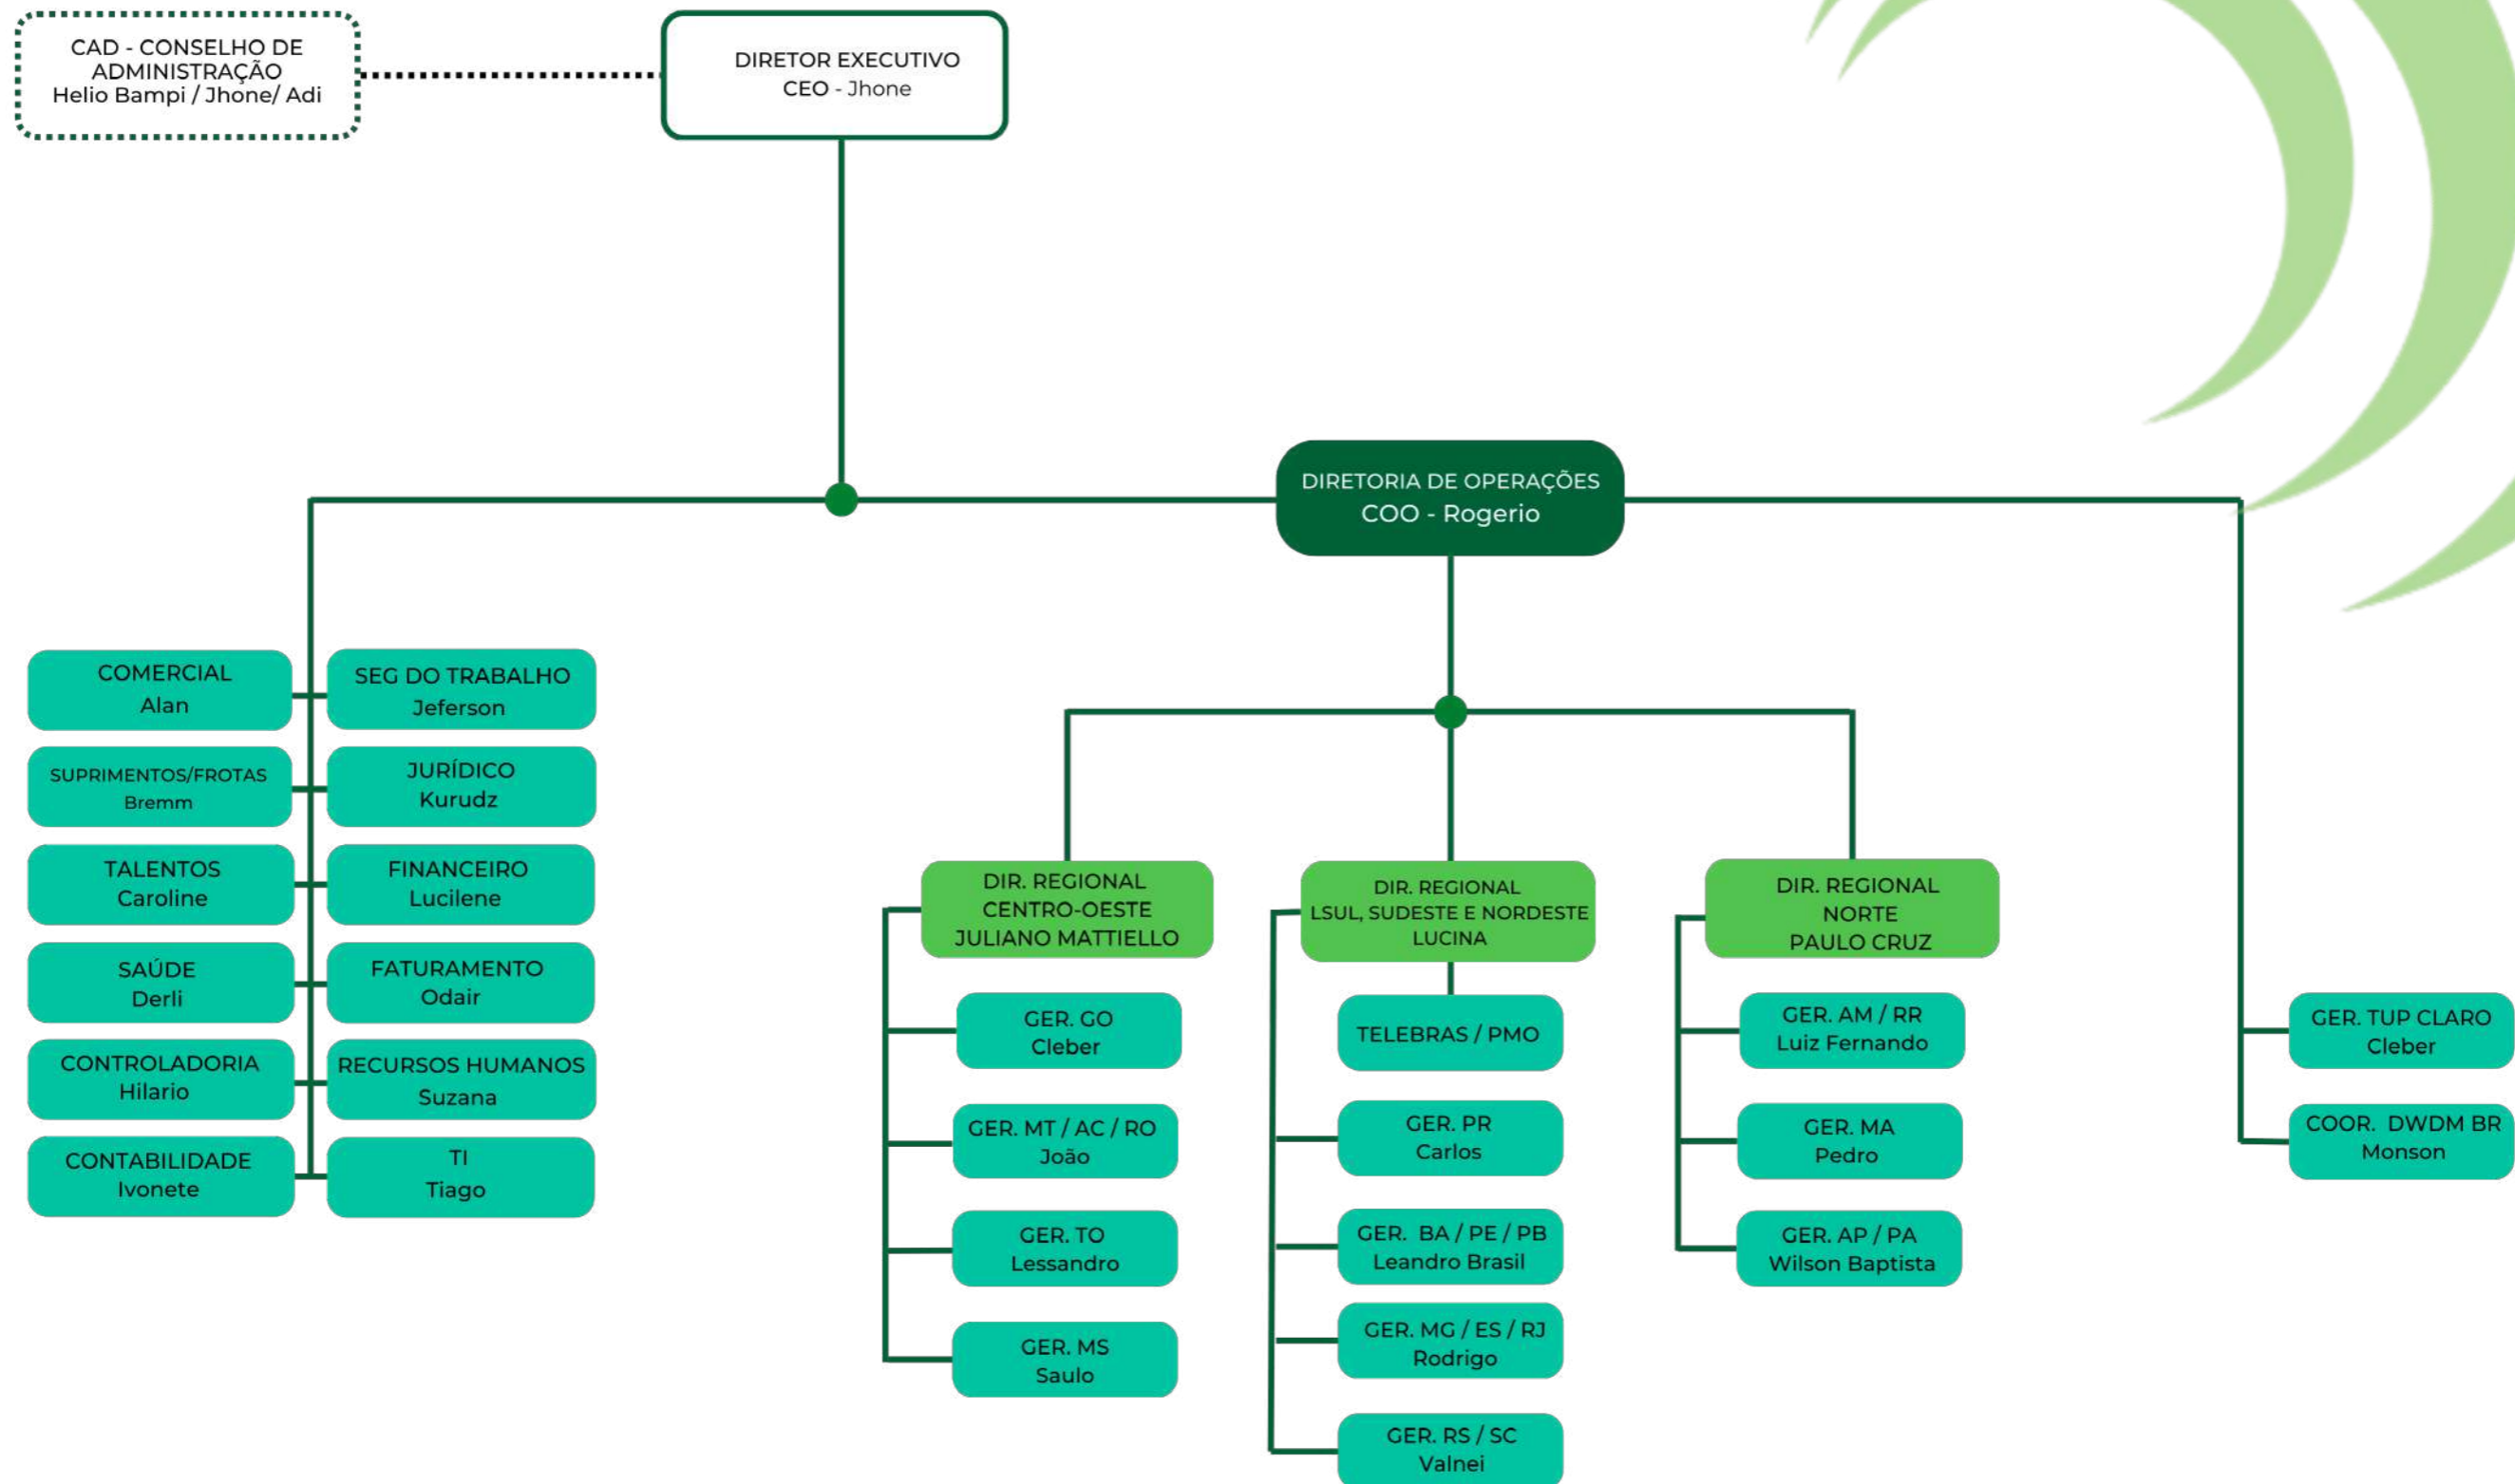 CAD - CONSELHO DE
ADMINISTRAÇÃO
Helio Bampi / Jhone/ Adi
DIRETOR EXECUTIVO
CEO - Jhone
DIRETORIA DE OPERAÇÕES
COO - Rogerio
COMERCIAL
Alan
SEG DO TRABALHO
Jeferson
SUPRIMENTOS/FROTAS
Bremm
JURÍDICO
Kurudz
TALENTOS
Caroline
FINANCEIRO
Lucilene
SAÚDE
Derli
FATURAMENTO
Odair
CONTROLADORIA
Hilario
RECURSOS HUMANOS
Suzana
CONTABILIDADE
Ivonete
TI
Tiago
DIR. REGIONAL
CENTRO-OESTE
JULIANO MATTIELLO
GER. GO
Cleber
GER. MT / AC / RO
João
GER. TO
Lessandro
GER. MS
Saulo
DIR. REGIONAL
LSUL, SUDESTE E NORDESTE
LUCINA
TELEBRAS / PMO
GER. PR
Carlos
GER. BA / PE / PB
Leandro Brasil
GER. MG / ES / RJ
Rodrigo
GER. RS / SC
Valnei
DIR. REGIONAL
NORTE
PAULO CRUZ
GER. AM / RR
Luiz Fernando
GER. MA
Pedro
GER. AP / PA
Wilson Baptista
GER. TUP CLARO
Cleber
COOR. DWDM BR
Monson